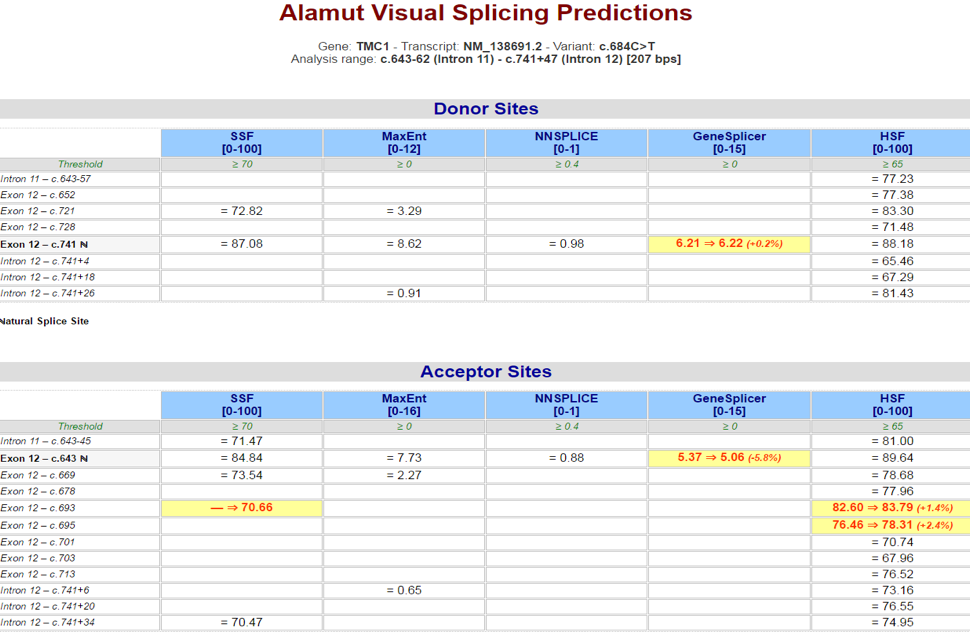 Alamut Visual Splicing Predictions
Gene: TMC1 - Transcript: NM_138691.2 - Variant: c.684C>T
Analysis range: c.643-62 (Intron 11) - c.741+47 (Intron 12) [207 bps]
Donor Sites
SSF MaxEnt NNSPLICE GeneSplicer HSF
[0-100] [0-12] [0-1] [0-15] [0-100]
Threshold ≥ 70 ≥ 0 ≥ 0.4 ≥ 0 ≥ 65
Intron 11 – c.643-57 = 77.23
Exon 12 – c.652 = 77.38
Exon 12 – c.721 = 72.82 = 3.29 = 83.30
Exon 12 – c.728 = 71.48
Exon 12 – c.741 N = 87.08 = 8.62 = 0.98 6.21 ⇒ 6.22 (+0.2%) = 88.18
Intron 12 – c.741+4 = 65.46
Intron 12 – c.741+18 = 67.29
Intron 12 – c.741+26 = 0.91 = 81.43
Natural Splice Site
Acceptor Sites
SSF MaxEnt NNSPLICE GeneSplicer HSF
[0-100] [0-16] [0-1] [0-15] [0-100]
Threshold ≥ 70 ≥ 0 ≥ 0.4 ≥ 0 ≥ 65
Intron 11 – c.643-45 = 71.47 = 81.00
Exon 12 – c.643 N = 84.84 = 7.73 = 0.88 5.37 ⇒ 5.06 (-5.8%) = 89.64
Exon 12 – c.669 = 73.54 = 2.27 = 78.68
Exon 12 – c.678 = 77.96
Exon 12 – c.693 — ⇒ 70.66 82.60 ⇒ 83.79 (+1.4%)
Exon 12 – c.695 76.46 ⇒ 78.31 (+2.4%)
Exon 12 – c.701 = 70.74
Exon 12 – c.703 = 67.96
Exon 12 – c.713 = 76.52
Intron 12 – c.741+6 = 0.65 = 73.16
Intron 12 – c.741+20 = 76.55
Intron 12 – c.741+34 = 70.47 = 74.95